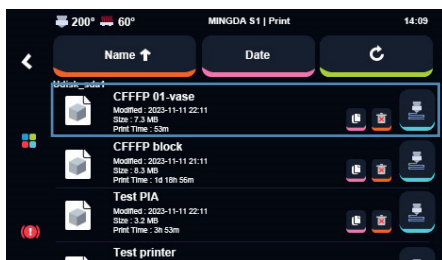 200° 60° MINGDA S1 | Print 14:09
Name Date
Udisk_sda1
CFFFP 01-vase
Modified : 2023-11-11 22:11
Size : 7.3 MB
Print Time : 53m
CFFFP block
Modified : 2023-11-11 21:11
Size : 8.3 MB
Print Time : 1d 18h 56m
Test PIA
Modified : 2023-11-11 22:11
Size : 3.2 MB
Print Time : 3h 53m
Test printer